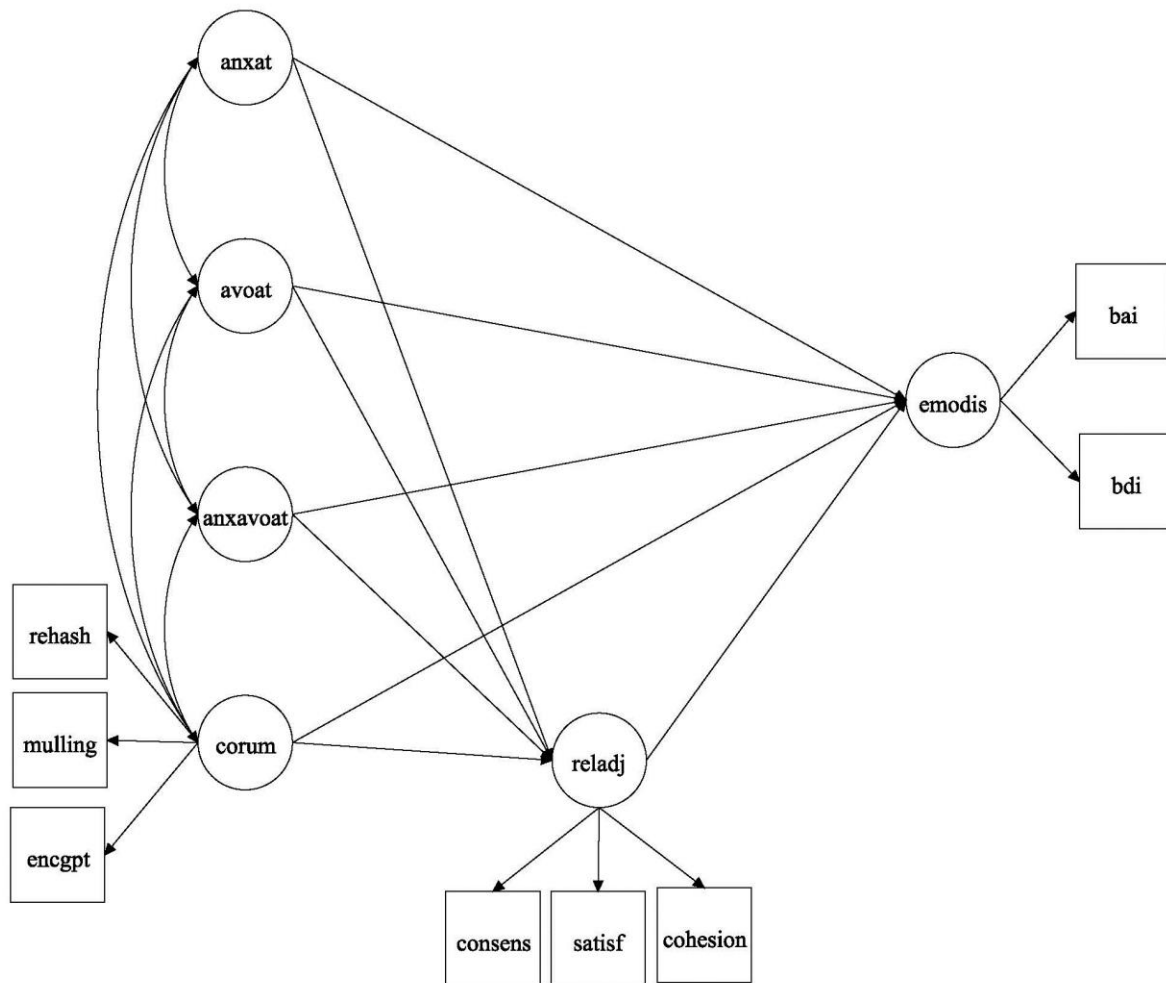 anxat
avoat
bai
emodis
bdi
anxavoat
rehash
mulling
corum
reladj
encgpt
consens
satisf
cohesion